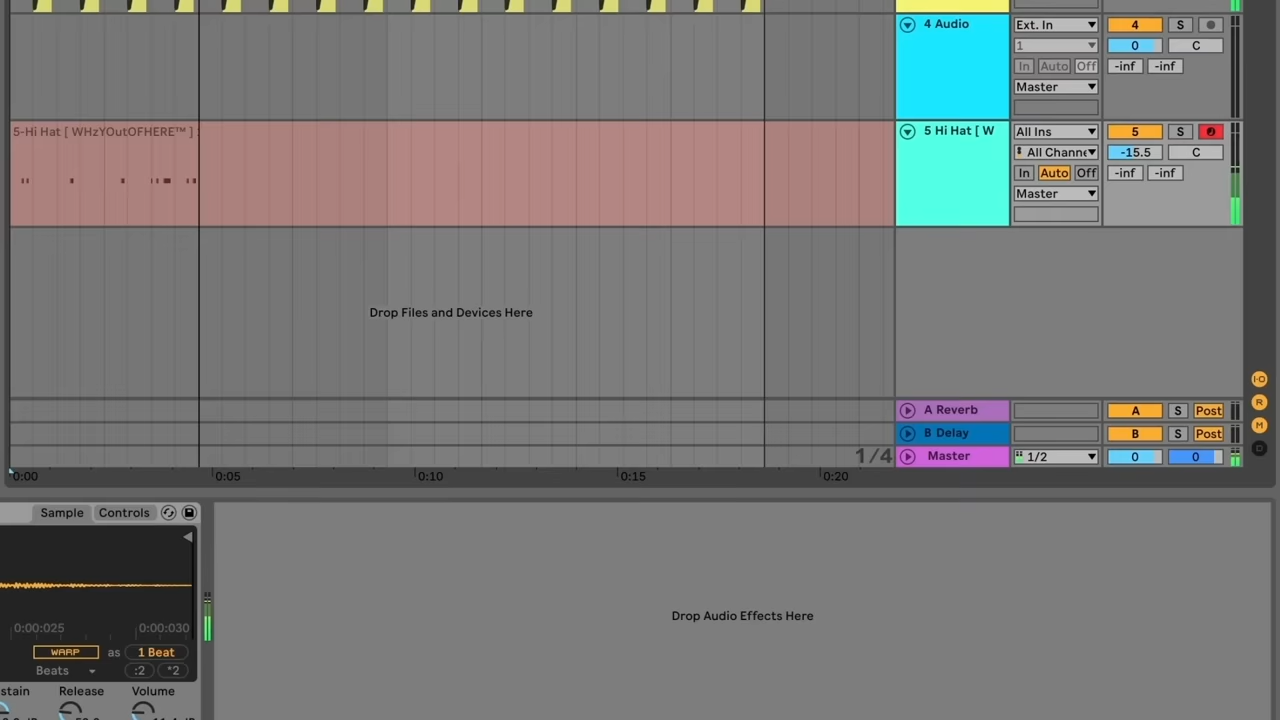 4 Audio
Ext. In
4
S
1
0
C
In
Auto
Off
-inf
-inf
Master
5-Hi Hat [ WHzYOutOFHERE™ ]
5 Hi Hat [ W
All Ins
5
S
All Channe
-15.5
C
In
Auto
Off
-inf
-inf
Master
Drop Files and Devices Here
A Reverb
A
S
Post
B Delay
B
S
Post
1/4
Master
1/2
0
0
0:00
0:05
0:10
0:15
0:20
I·O
R
M
D
Sample
Controls
0:00:025
0:00:030
WARP
as
1 Beat
Beats
:2
*2
stain
Release
Volume
Drop Audio Effects Here